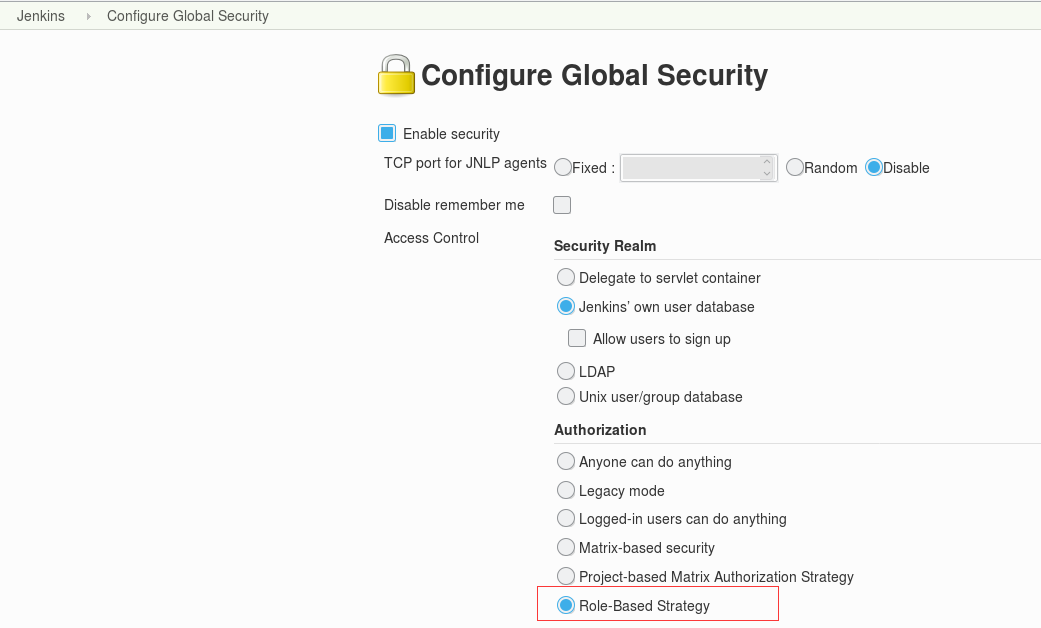 Jenkins Configure Global Security
Configure Global Security
Enable security
TCP port for JNLP agents Fixed : Random Disable
Disable remember me
Access Control
Security Realm
Delegate to servlet container
Jenkins’ own user database
Allow users to sign up
LDAP
Unix user/group database
Authorization
Anyone can do anything
Legacy mode
Logged-in users can do anything
Matrix-based security
Project-based Matrix Authorization Strategy
Role-Based Strategy